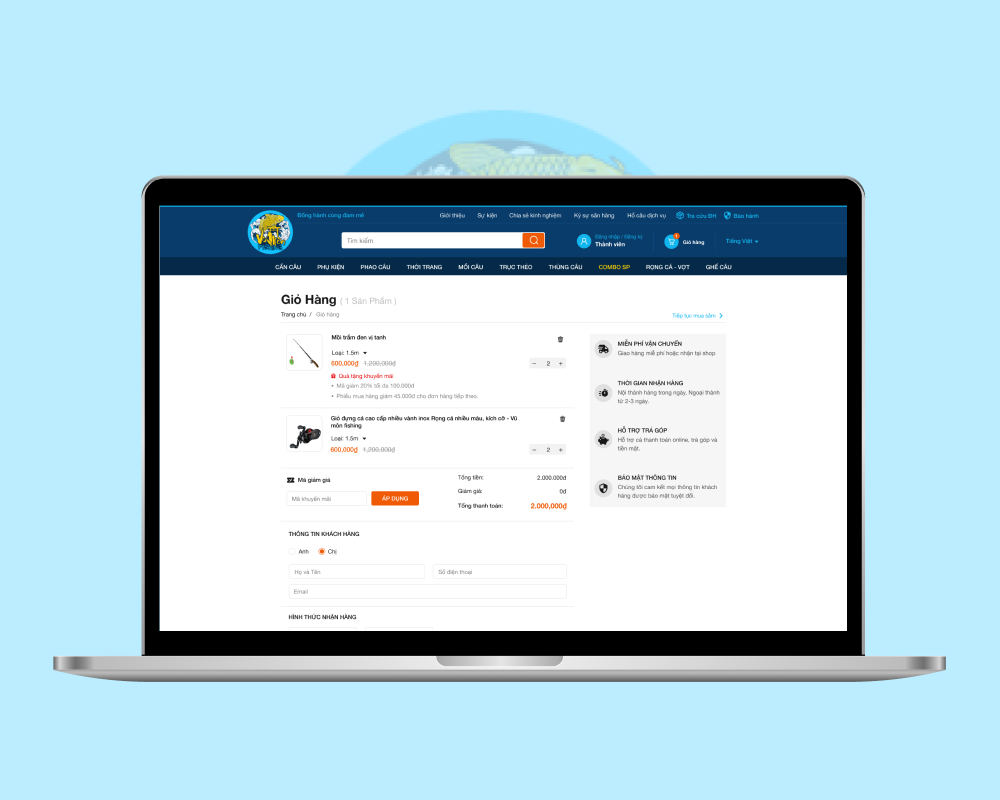 Đồng hành cùng đam mê
Giới thiệu
Sự kiện
Chia sẻ kinh nghiệm
Kỳ sự săn hàng
Hồ câu dịch vụ
Tra cứu ĐH
Bảo hành
Tìm kiếm
Đăng nhập / Đăng ký
Thành viên
1
Giỏ hàng
Tiếng Việt
CẦN CÂU
PHỤ KIỆN
PHAO CÂU
THỜI TRANG
MỒI CÂU
TRỤC THẺO
THÙNG CÂU
COMBO SP
RỌNG CÁ - VỢT
GHẾ CÂU
Giỏ Hàng ( 1 Sản Phẩm )
Trang chủ / Giỏ hàng
Tiếp tục mua sắm
Mồi trắm đen vị tanh
Loại: 1.5m
600,000₫ 1,200,000₫
− 2 +
Quà tặng khuyến mãi
• Mã giảm 20% tối đa 100.000đ
• Phiếu mua hàng giảm 45.000đ cho đơn hàng tiếp theo.
Giỏ đựng cá cao cấp nhiều vành inox Rọng cá nhiều màu, kích cỡ - Vũ
môn fishing
Loại: 1.5m
600,000₫ 1,200,000₫
− 2 +
Mã giảm giá
Mã khuyến mãi
ÁP DỤNG
Tổng tiền: 2.000.000đ
Giảm giá: 0đ
Tổng thanh toán: 2,000,000₫
THÔNG TIN KHÁCH HÀNG
Anh
Chị
Họ và Tên
Số điện thoại
Email
HÌNH THỨC NHẬN HÀNG
MIỄN PHÍ VẬN CHUYỂN
Giao hàng miễ phí hoặc nhận tại shop
THỜI GIAN NHẬN HÀNG
Nội thành hàng trong ngày, Ngoại thành
từ 2-3 ngày.
HỖ TRỢ TRẢ GÓP
Hỗ trợ cà thanh toán online, trả góp và
tiền mặt.
BẢO MẬT THÔNG TIN
Chúng tôi cam kết mọi thông tin khách
hàng được bảo mật tuyệt đối.